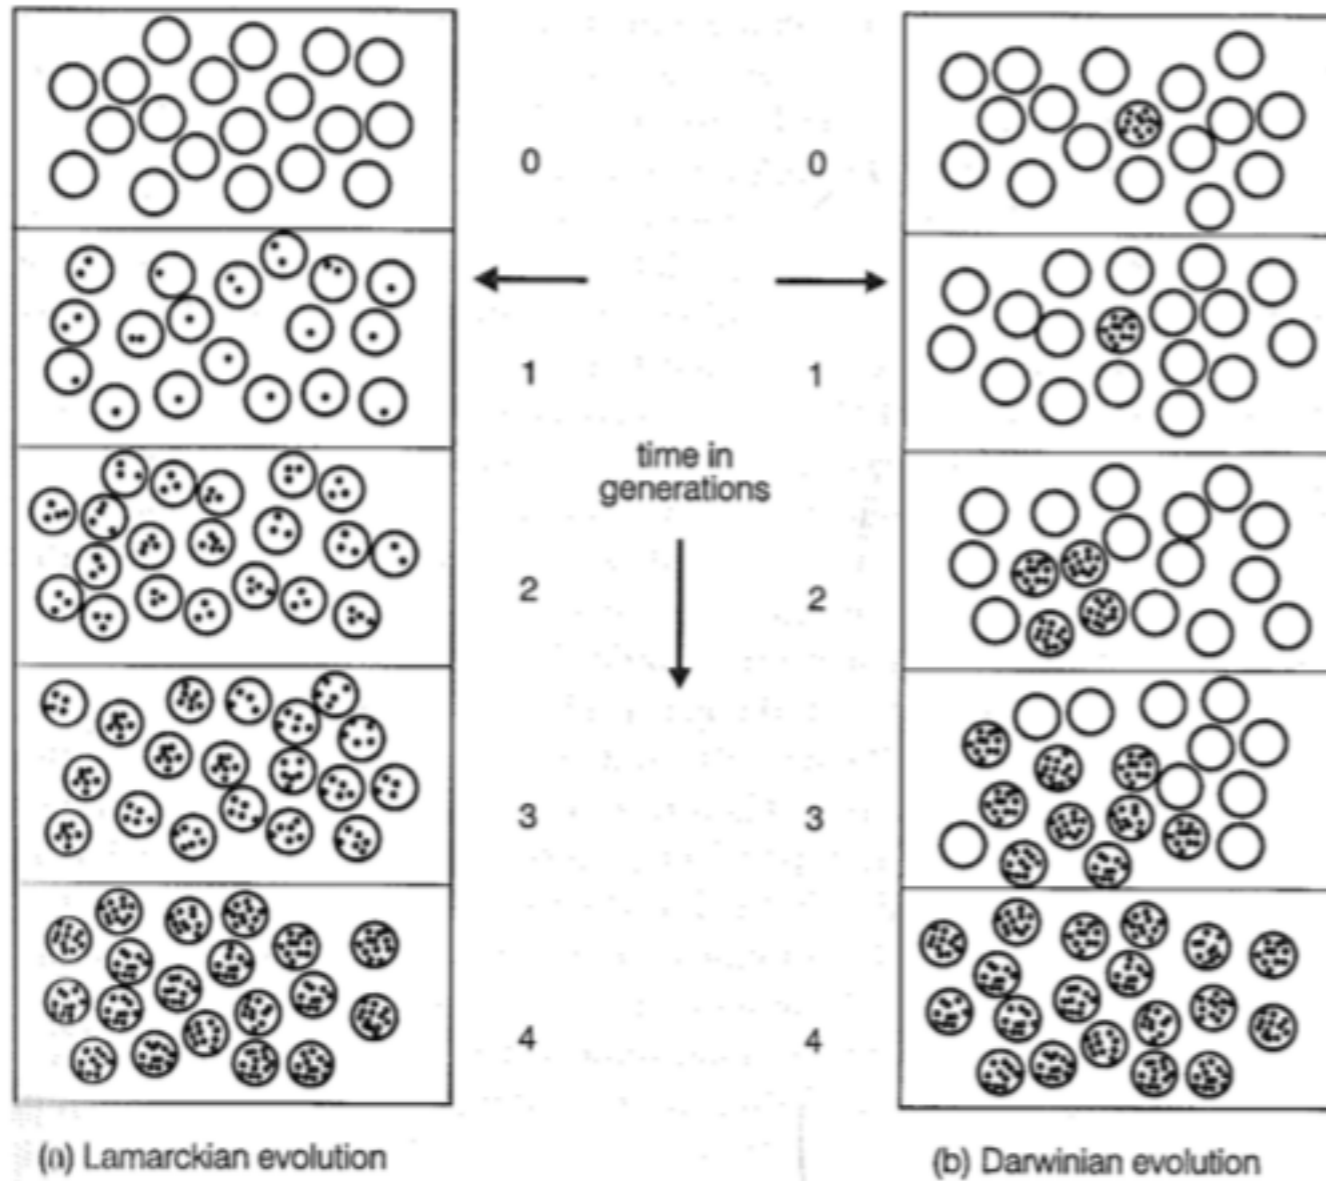 0 0
1 1
time in
generations
2 2
3 3
4 4
(a) Lamarckian evolution
(b) Darwinian evolution